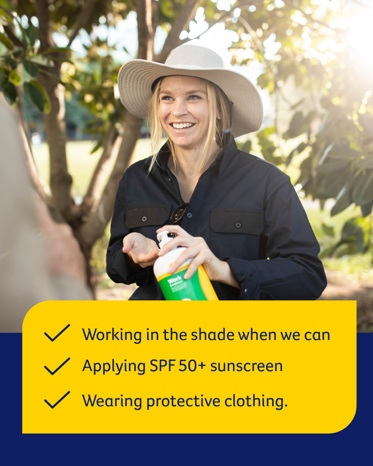 Working in the shade when we can
Applying SPF 50+ sunscreen
Wearing protective clothing.